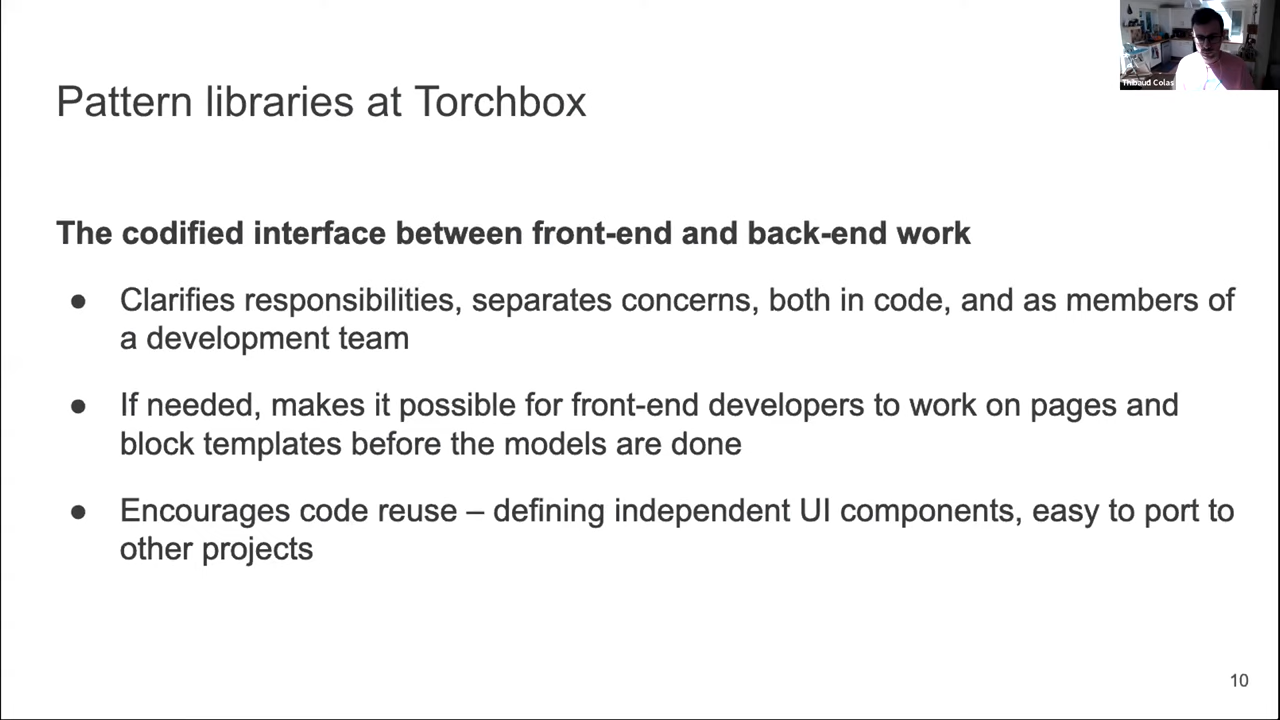 Thibaud Colas
Pattern libraries at Torchbox
The codified interface between front-end and back-end work
● Clarifies responsibilities, separates concerns, both in code, and as members of
a development team
● If needed, makes it possible for front-end developers to work on pages and
block templates before the models are done
● Encourages code reuse – defining independent UI components, easy to port to
other projects
10